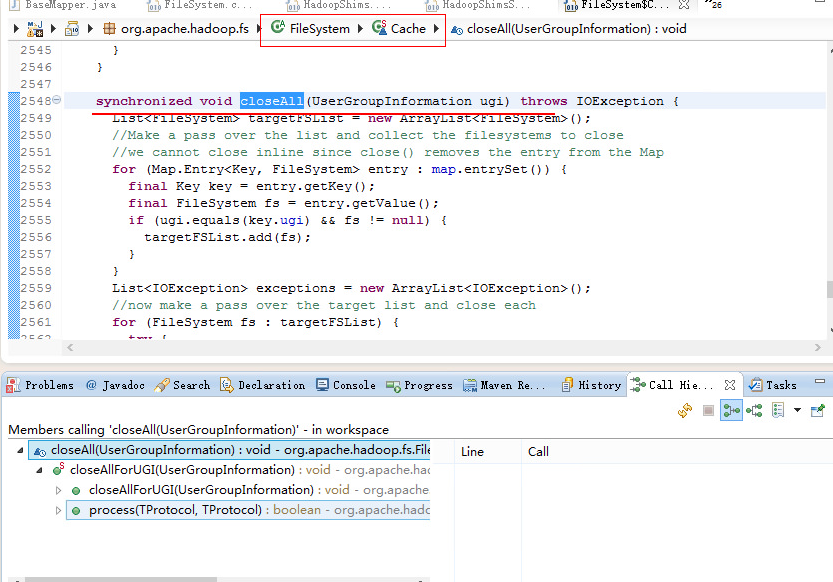 BaseMapper.java FileSystem.c... HadoopShims.... HadoopShimsS... FileSystem$C... »26
org.apache.hadoop.fs FileSystem Cache closeAll(UserGroupInformation) : void
2545 }
2546 }
2547
2548 synchronized void closeAll(UserGroupInformation ugi) throws IOException {
2549 List<FileSystem> targetFSList = new ArrayList<FileSystem>();
2550 //Make a pass over the list and collect the filesystems to close
2551 //we cannot close inline since close() removes the entry from the Map
2552 for (Map.Entry<Key, FileSystem> entry : map.entrySet()) {
2553 final Key key = entry.getKey();
2554 final FileSystem fs = entry.getValue();
2555 if (ugi.equals(key.ugi) && fs != null) {
2556 targetFSList.add(fs);
2557 }
2558 }
2559 List<IOException> exceptions = new ArrayList<IOException>();
2560 //now make a pass over the target list and close each
2561 for (FileSystem fs : targetFSList) {
2562 try {
Problems @ Javadoc Search Declaration Console Progress Maven Re... History Call Hie... Tasks
Members calling 'closeAll(UserGroupInformation)' - in workspace
closeAll(UserGroupInformation) : void - org.apache.hadoop.fs.File Line Call
closeAllForUGI(UserGroupInformation) : void - org.apache.had
closeAllForUGI(UserGroupInformation) : void - org.apache
process(TProtocol, TProtocol) : boolean - org.apache.hado